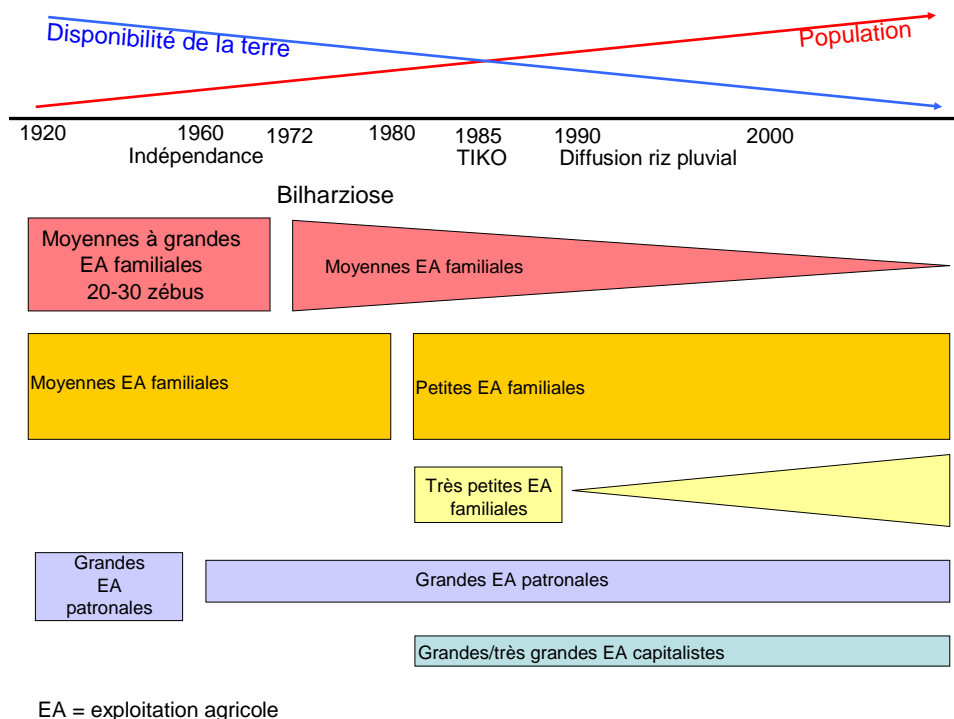 Disponibilité de la terre
Population
1920
1960
1972
1980
1985
1990
2000
Indépendance
TIKO
Diffusion riz pluvial
Bilharziose
Moyennes à grandes
EA familiales
20-30 zébus
Moyennes EA familiales
Moyennes EA familiales
Petites EA familiales
Très petites EA
familiales
Grandes
EA
patronales
Grandes EA patronales
Grandes/très grandes EA capitalistes
EA = exploitation agricole